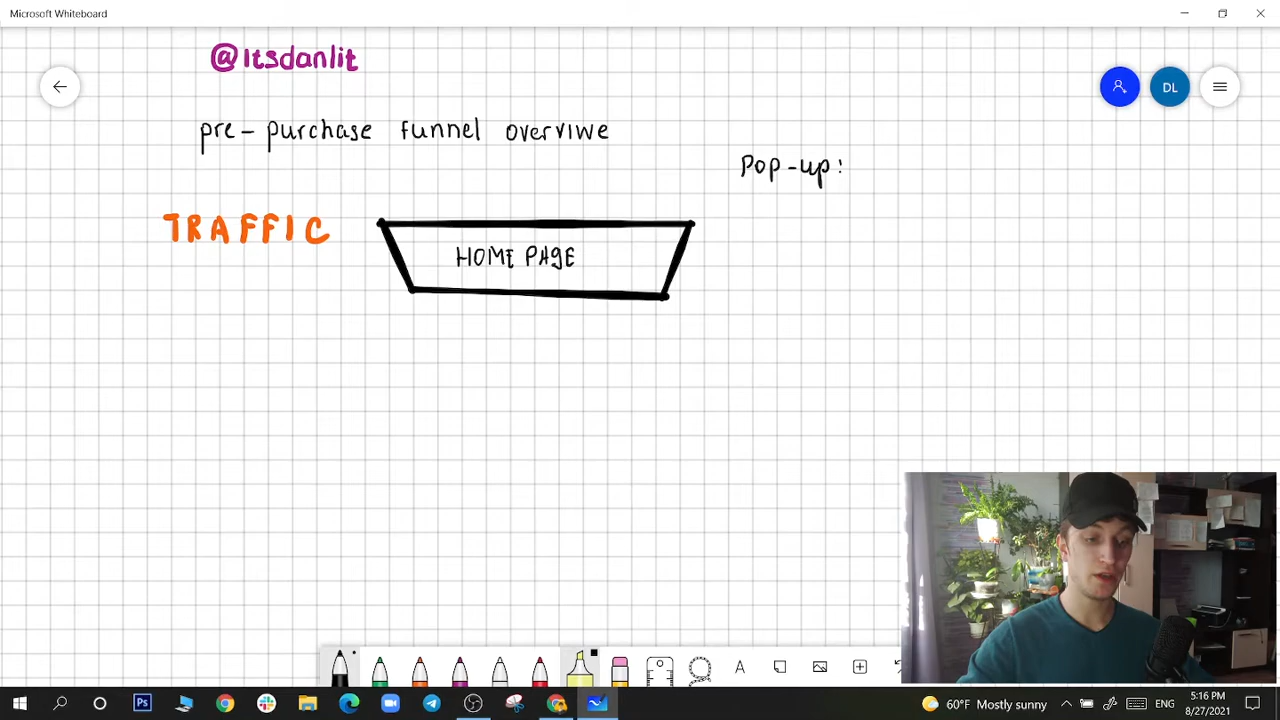 Microsoft Whiteboard
@Itsdanlit
DL
pre-purchase funnel overviwe
Pop-up:
TRAFFIC
HOME PAGE
A
Ps
60°F Mostly sunny
ENG
5:16 PM
8/27/2021